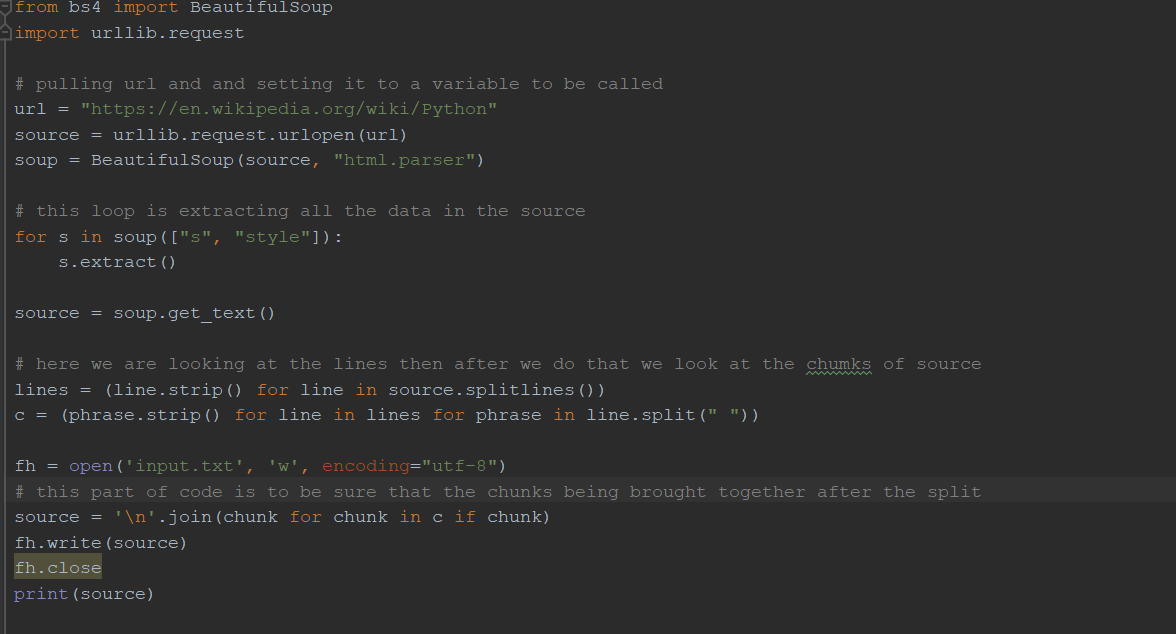 from bs4 import BeautifulSoup
import urllib.request
# pulling url and and setting it to a variable to be called
url = "https://en.wikipedia.org/wiki/Python"
source = urllib.request.urlopen(url)
soup = BeautifulSoup(source, "html.parser")
# this loop is extracting all the data in the source
for s in soup(["s", "style"]):
    s.extract()
source = soup.get_text()
# here we are looking at the lines then after we do that we look at the chumks of source
lines = (line.strip() for line in source.splitlines())
c = (phrase.strip() for line in lines for phrase in line.split(" "))
fh = open('input.txt', 'w', encoding="utf-8")
# this part of code is to be sure that the chunks being brought together after the split
source = '\n'.join(chunk for chunk in c if chunk)
fh.write(source)
fh.close
print(source)